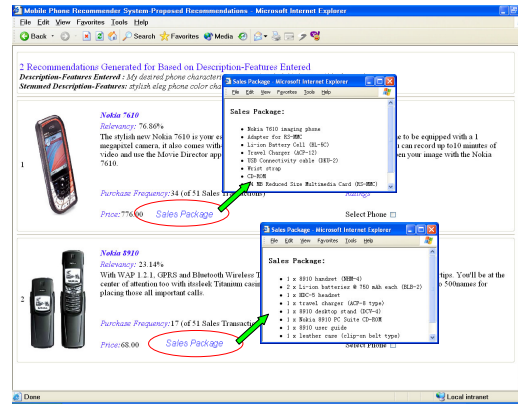 Mobile Phone Recommender System-Proposed Recommendations - Microsoft Internet Explorer
File Edit View Favorites Tools Help
Back Search Favorites Media
2 Recommendations Generated for Based on Description-Features Entered
Description-Features Entered : My desired phone characteris
Stemmed Description-Features: stylish eleg phone color cha
1
Nokia 7610
Relevancy: 76.86%
The stylish new Nokia 7610 is your es
e to be equipped with a 1
megapixel camera, it also comes with
can record up to10 minutes of
video and use the Movie Director app
en your image with the Nokia
7610.
Purchase Frequency:34 (of 51 Sales Transactions)
Ratings
Price:776.00 Sales Package
Select Phone
Sales Package - Microsoft Internet Explorer
File Edit View Favorites Tools Help
Sales Package:
Nokia 7610 imaging phone
Adapter for RS-MMC
Li-ion Battery Cell (BL-5C)
Travel Charger (ACP-12)
USB Connectivity cable (DKU-2)
Wrist strap
CD-ROM
MB Reduced Size Multimedia Card (RS-MMC)
2
Nokia 8910
Relevancy: 23.14%
With WAP 1.2.1, GPRS and Bluetooth Wireless T
tips. You'll be at the
center of attention too with itssleek Titanium casin
500names for
placing those all important calls.
Purchase Frequency:17 (of 51 Sales Transactio
Price:68.00 Sales Package
Select Phone
Sales Package - Microsoft Internet Explorer
File Edit View Favorites Tools Help
Sales Package:
1 x 8910 handset (NHM-4)
2 x Li-ion batteries @ 750 mAh each (BLB-2)
1 x HDC-5 headset
1 x travel charger (ACP-8 type)
1 x 8910 desktop stand (DCV-4)
1 x Nokia 8910 PC Suite CD-ROM
1 x 8910 user guide
1 x leather case (clip-on belt type)
Done
Local intranet